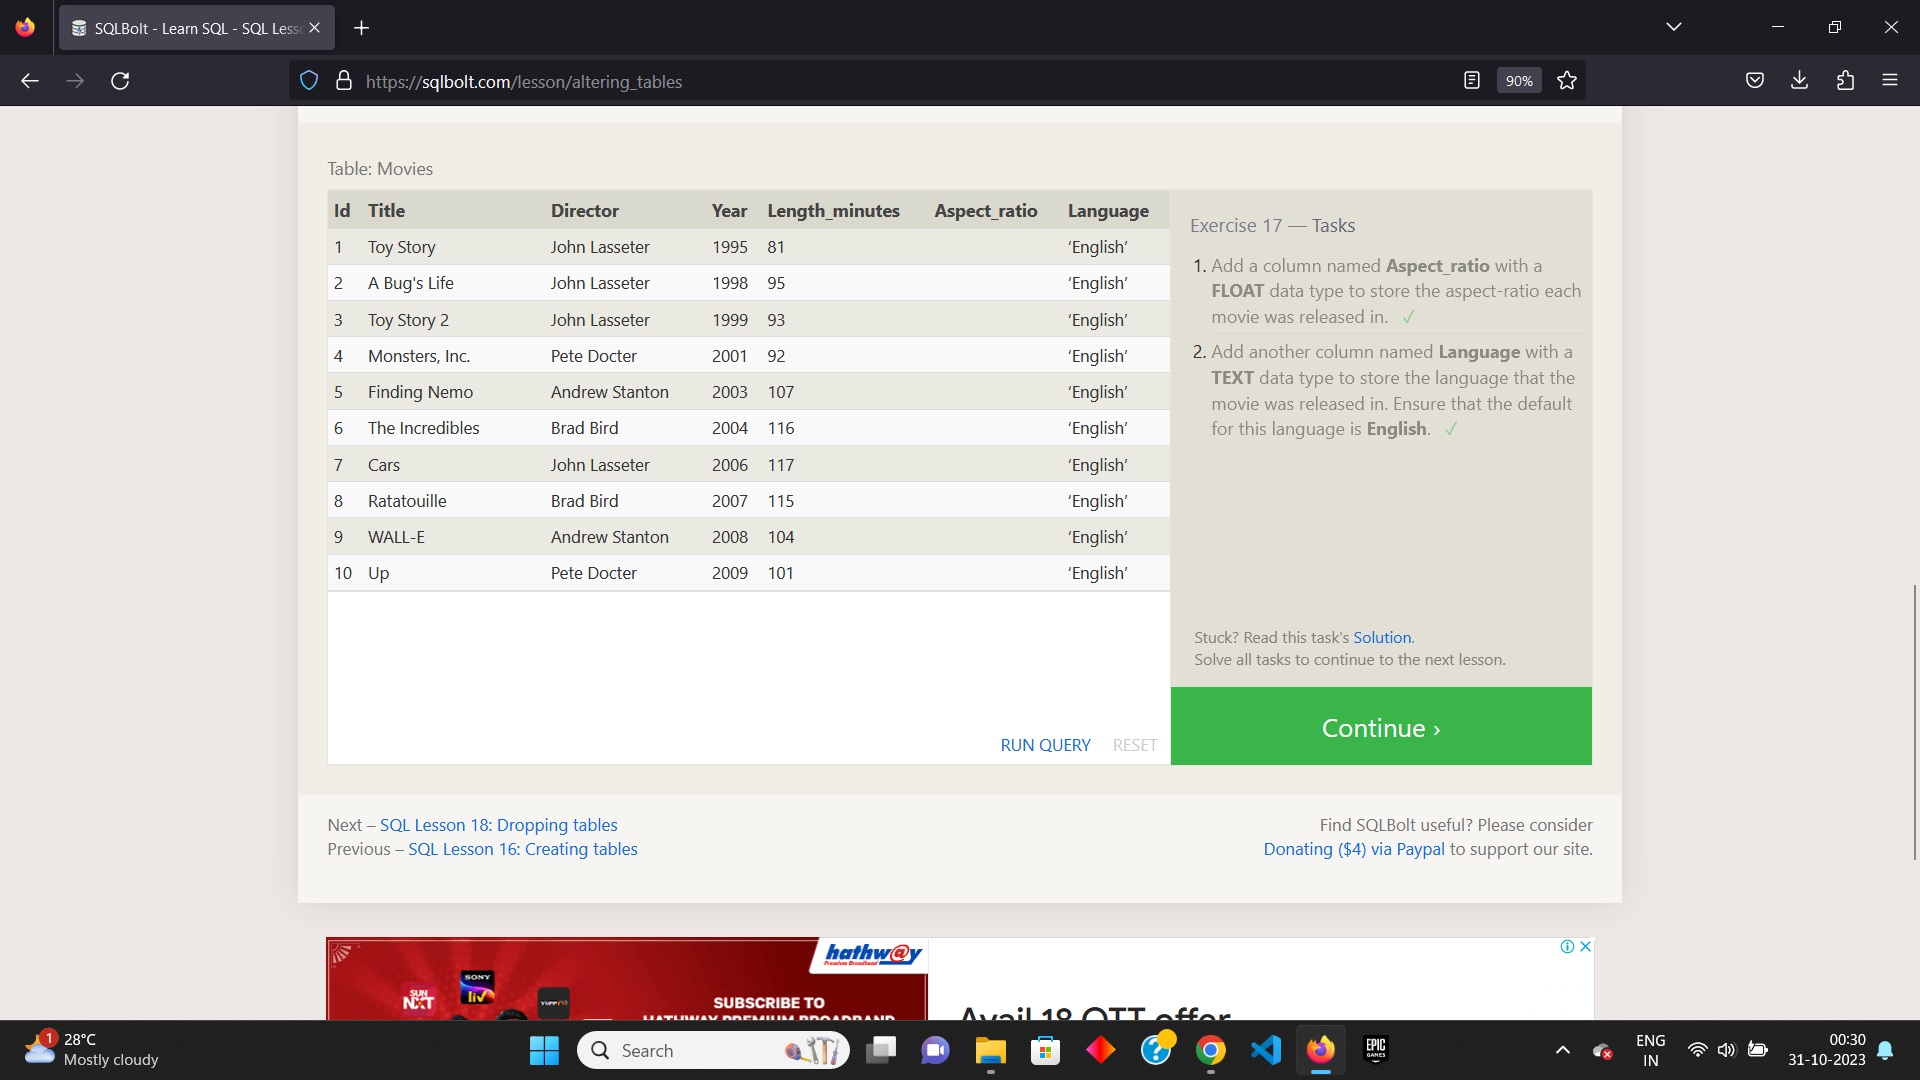 SQLBolt - Learn SQL - SQL Less
https://sqlbolt.com/lesson/altering_tables
90%
Table: Movies
Id Title Director Year Length_minutes Aspect_ratio Language
1 Toy Story John Lasseter 1995 81 ‘English’
2 A Bug's Life John Lasseter 1998 95 ‘English’
3 Toy Story 2 John Lasseter 1999 93 ‘English’
4 Monsters, Inc. Pete Docter 2001 92 ‘English’
5 Finding Nemo Andrew Stanton 2003 107 ‘English’
6 The Incredibles Brad Bird 2004 116 ‘English’
7 Cars John Lasseter 2006 117 ‘English’
8 Ratatouille Brad Bird 2007 115 ‘English’
9 WALL-E Andrew Stanton 2008 104 ‘English’
10 Up Pete Docter 2009 101 ‘English’
RUN QUERY RESET
Exercise 17 — Tasks
1. Add a column named Aspect_ratio with a
FLOAT data type to store the aspect-ratio each
movie was released in. ✓
2. Add another column named Language with a
TEXT data type to store the language that the
movie was released in. Ensure that the default
for this language is English. ✓
Stuck? Read this task's Solution.
Solve all tasks to continue to the next lesson.
Continue ›
Next – SQL Lesson 18: Dropping tables
Previous – SQL Lesson 16: Creating tables
Find SQLBolt useful? Please consider
Donating ($4) via Paypal to support our site.
hathw@y
Premium Broadband
SONY
liv
SUN
NXT
YUPPTV
SUBSCRIBE TO
HATHWAY PREMIUM BROADBAND
Avail 18 OTT offer
1
28°C
Mostly cloudy
Search
EPIC
GAMES
ENG
IN
00:30
31-10-2023